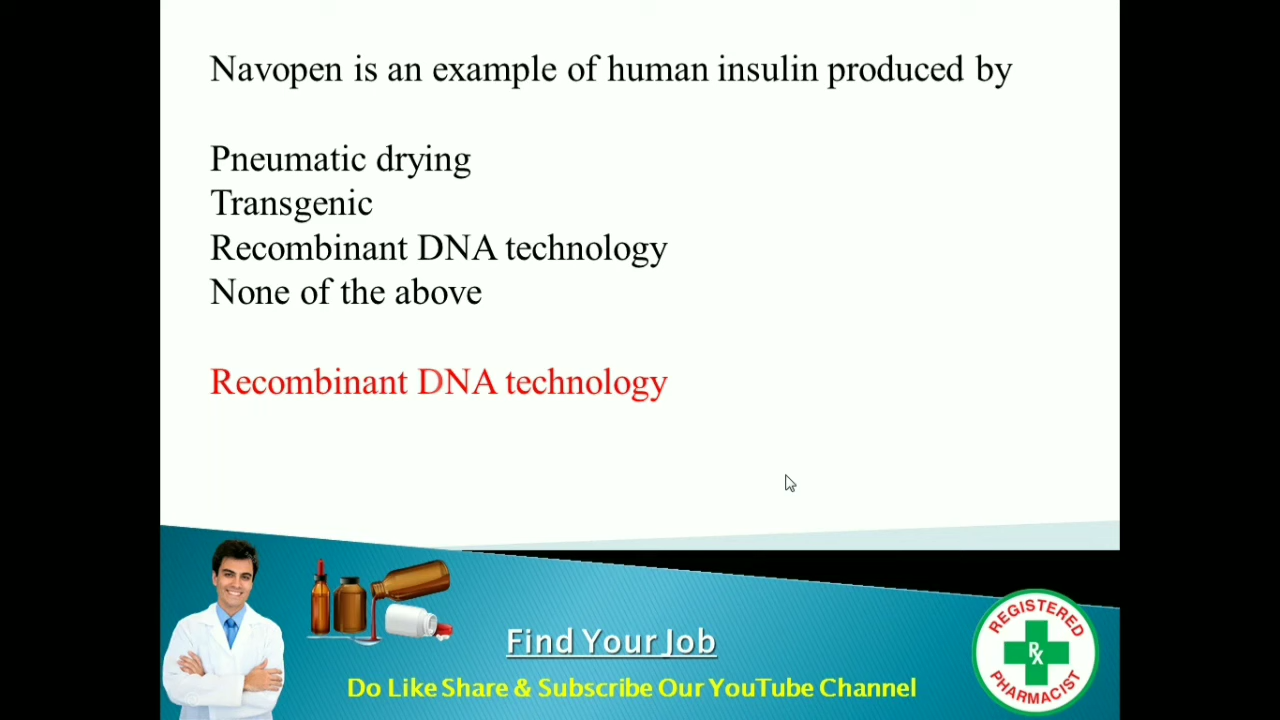 Navopen is an example of human insulin produced by
Pneumatic drying
Transgenic
Recombinant DNA technology
None of the above
Recombinant DNA technology
Find Your Job
Do Like Share & Subscribe Our YouTube Channel
REGISTERED
Rx
PHARMACIST